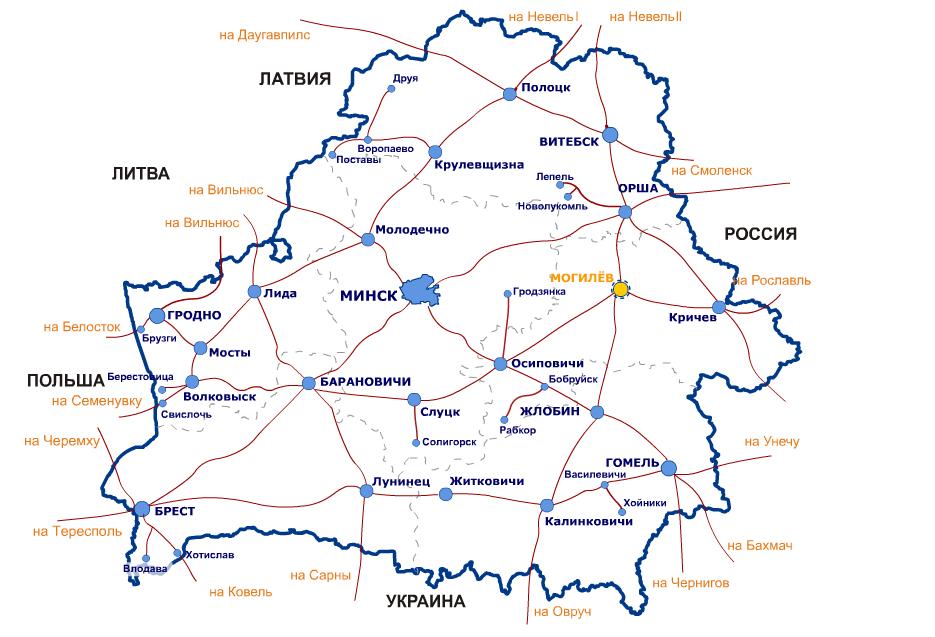 на Невель I
на Невель II
на Даугавпилс
ЛАТВИЯ
Друя
Полоцк
ВИТЕБСК
Воропаево
Поставы
Крулевщизна
ЛИТВА
на Смоленск
Лепель
ОРША
Новолукомль
на Вильнюс
на Вильнюс
Молодечно
РОССИЯ
МОГИЛЁВ
на Рославль
Лида
МИНСК
Гродзянка
ГРОДНО
Кричев
на Белосток
Брузги
Мосты
Осиповичи
ПОЛЬША
Берестовица
БАРАНОВИЧИ
Бобруйск
Волковыск
на Семенувку
Свислочь
Слуцк
ЖЛОБИН
Рабкор
на Черемху
Солигорск
на Унечу
ГОМЕЛЬ
Василевичи
Лунинец
Житковичи
Хойники
БРЕСТ
Калинковичи
на Тересполь
на Бахмач
Хотислав
Влодава
на Сарны
на Чернигов
на Ковель
УКРАИНА
на Овруч